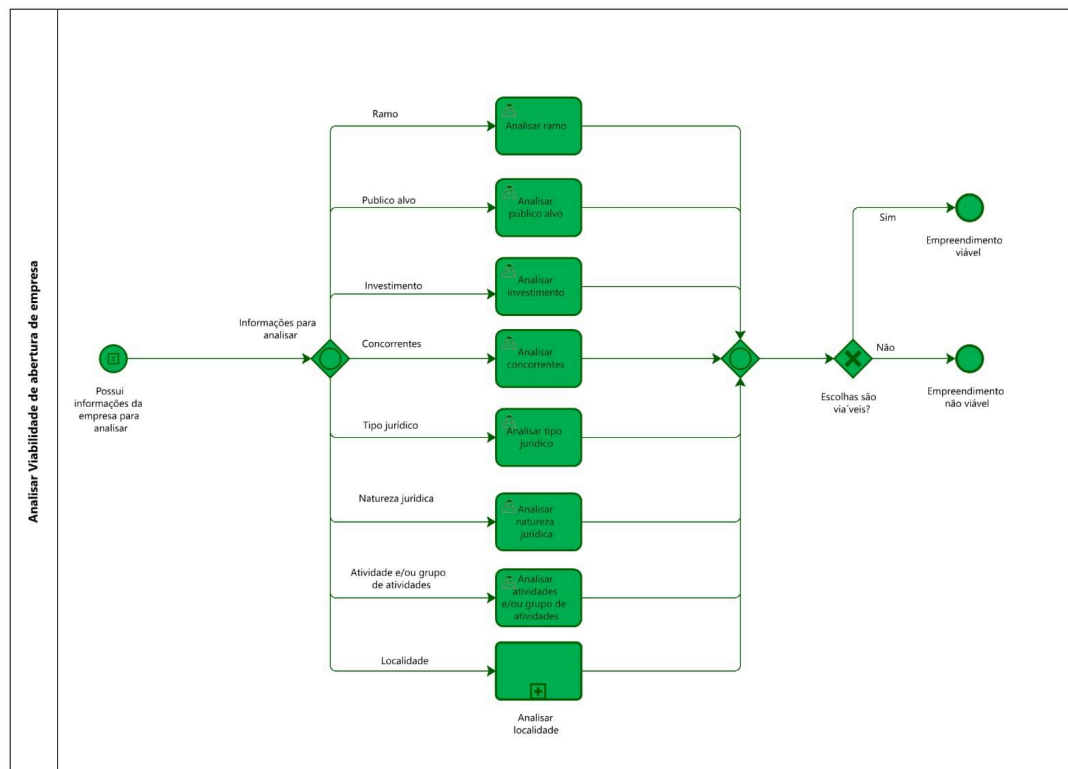 Analisar Viabilidade de abertura de empresa
Possui
informações da
empresa para
analisar
Informações para
analisar
Ramo
Analisar ramo
Publico alvo
Analisar
público alvo
Investimento
Analisar
investimento
Concorrentes
Analisar
concorrentes
Tipo jurídico
Analisar tipo
jurídico
Natureza jurídica
Analisar
natureza
jurídica
Atividade e/ou grupo
de atividades
Analisar
atividades
e/ou grupo de
atividades
Localidade
Analisar
localidade
Escolhas são
via´veis?
Sim
Empreendimento
viável
Não
Empreendimento
não viável